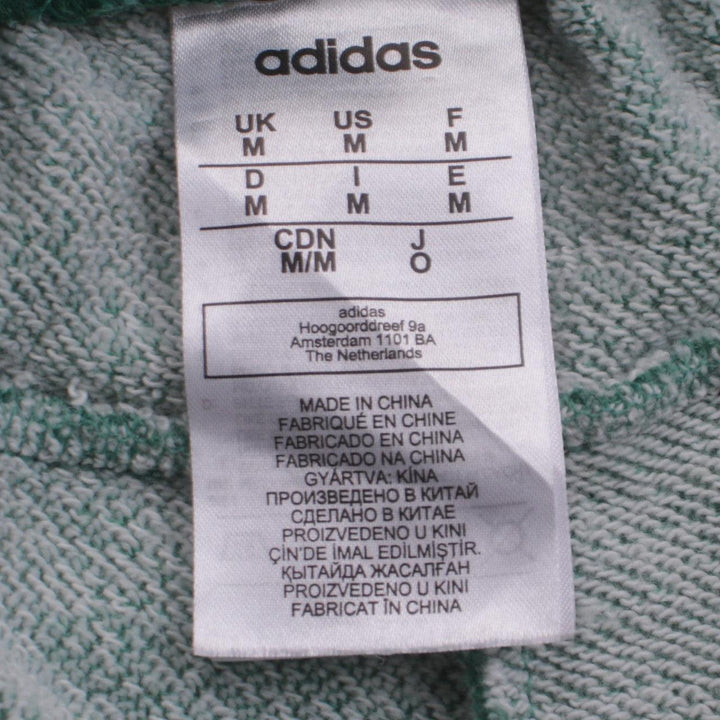 adidas
UK US F
M M M
D I E
M M M
CDN J
M/M O
adidas
Hoogoorddreef 9a
Amsterdam 1101 BA
The Netherlands
MADE IN CHINA
FABRIQUÉ EN CHINE
FABRICADO EN CHINA
FABRICADO NA CHINA
GYÁRTVA: KÍNA
ПРОИЗВЕДЕНО В КИТАЙ
СДЕЛАНО В КИТАЕ
PROIZVEDENO U KINI
ÇİN'DE İMAL EDİLMİŞTİR.
ҚЫТАЙДА ЖАСАЛҒАН
PROIZVEDENO U KINI
FABRICAT ÎN CHINA